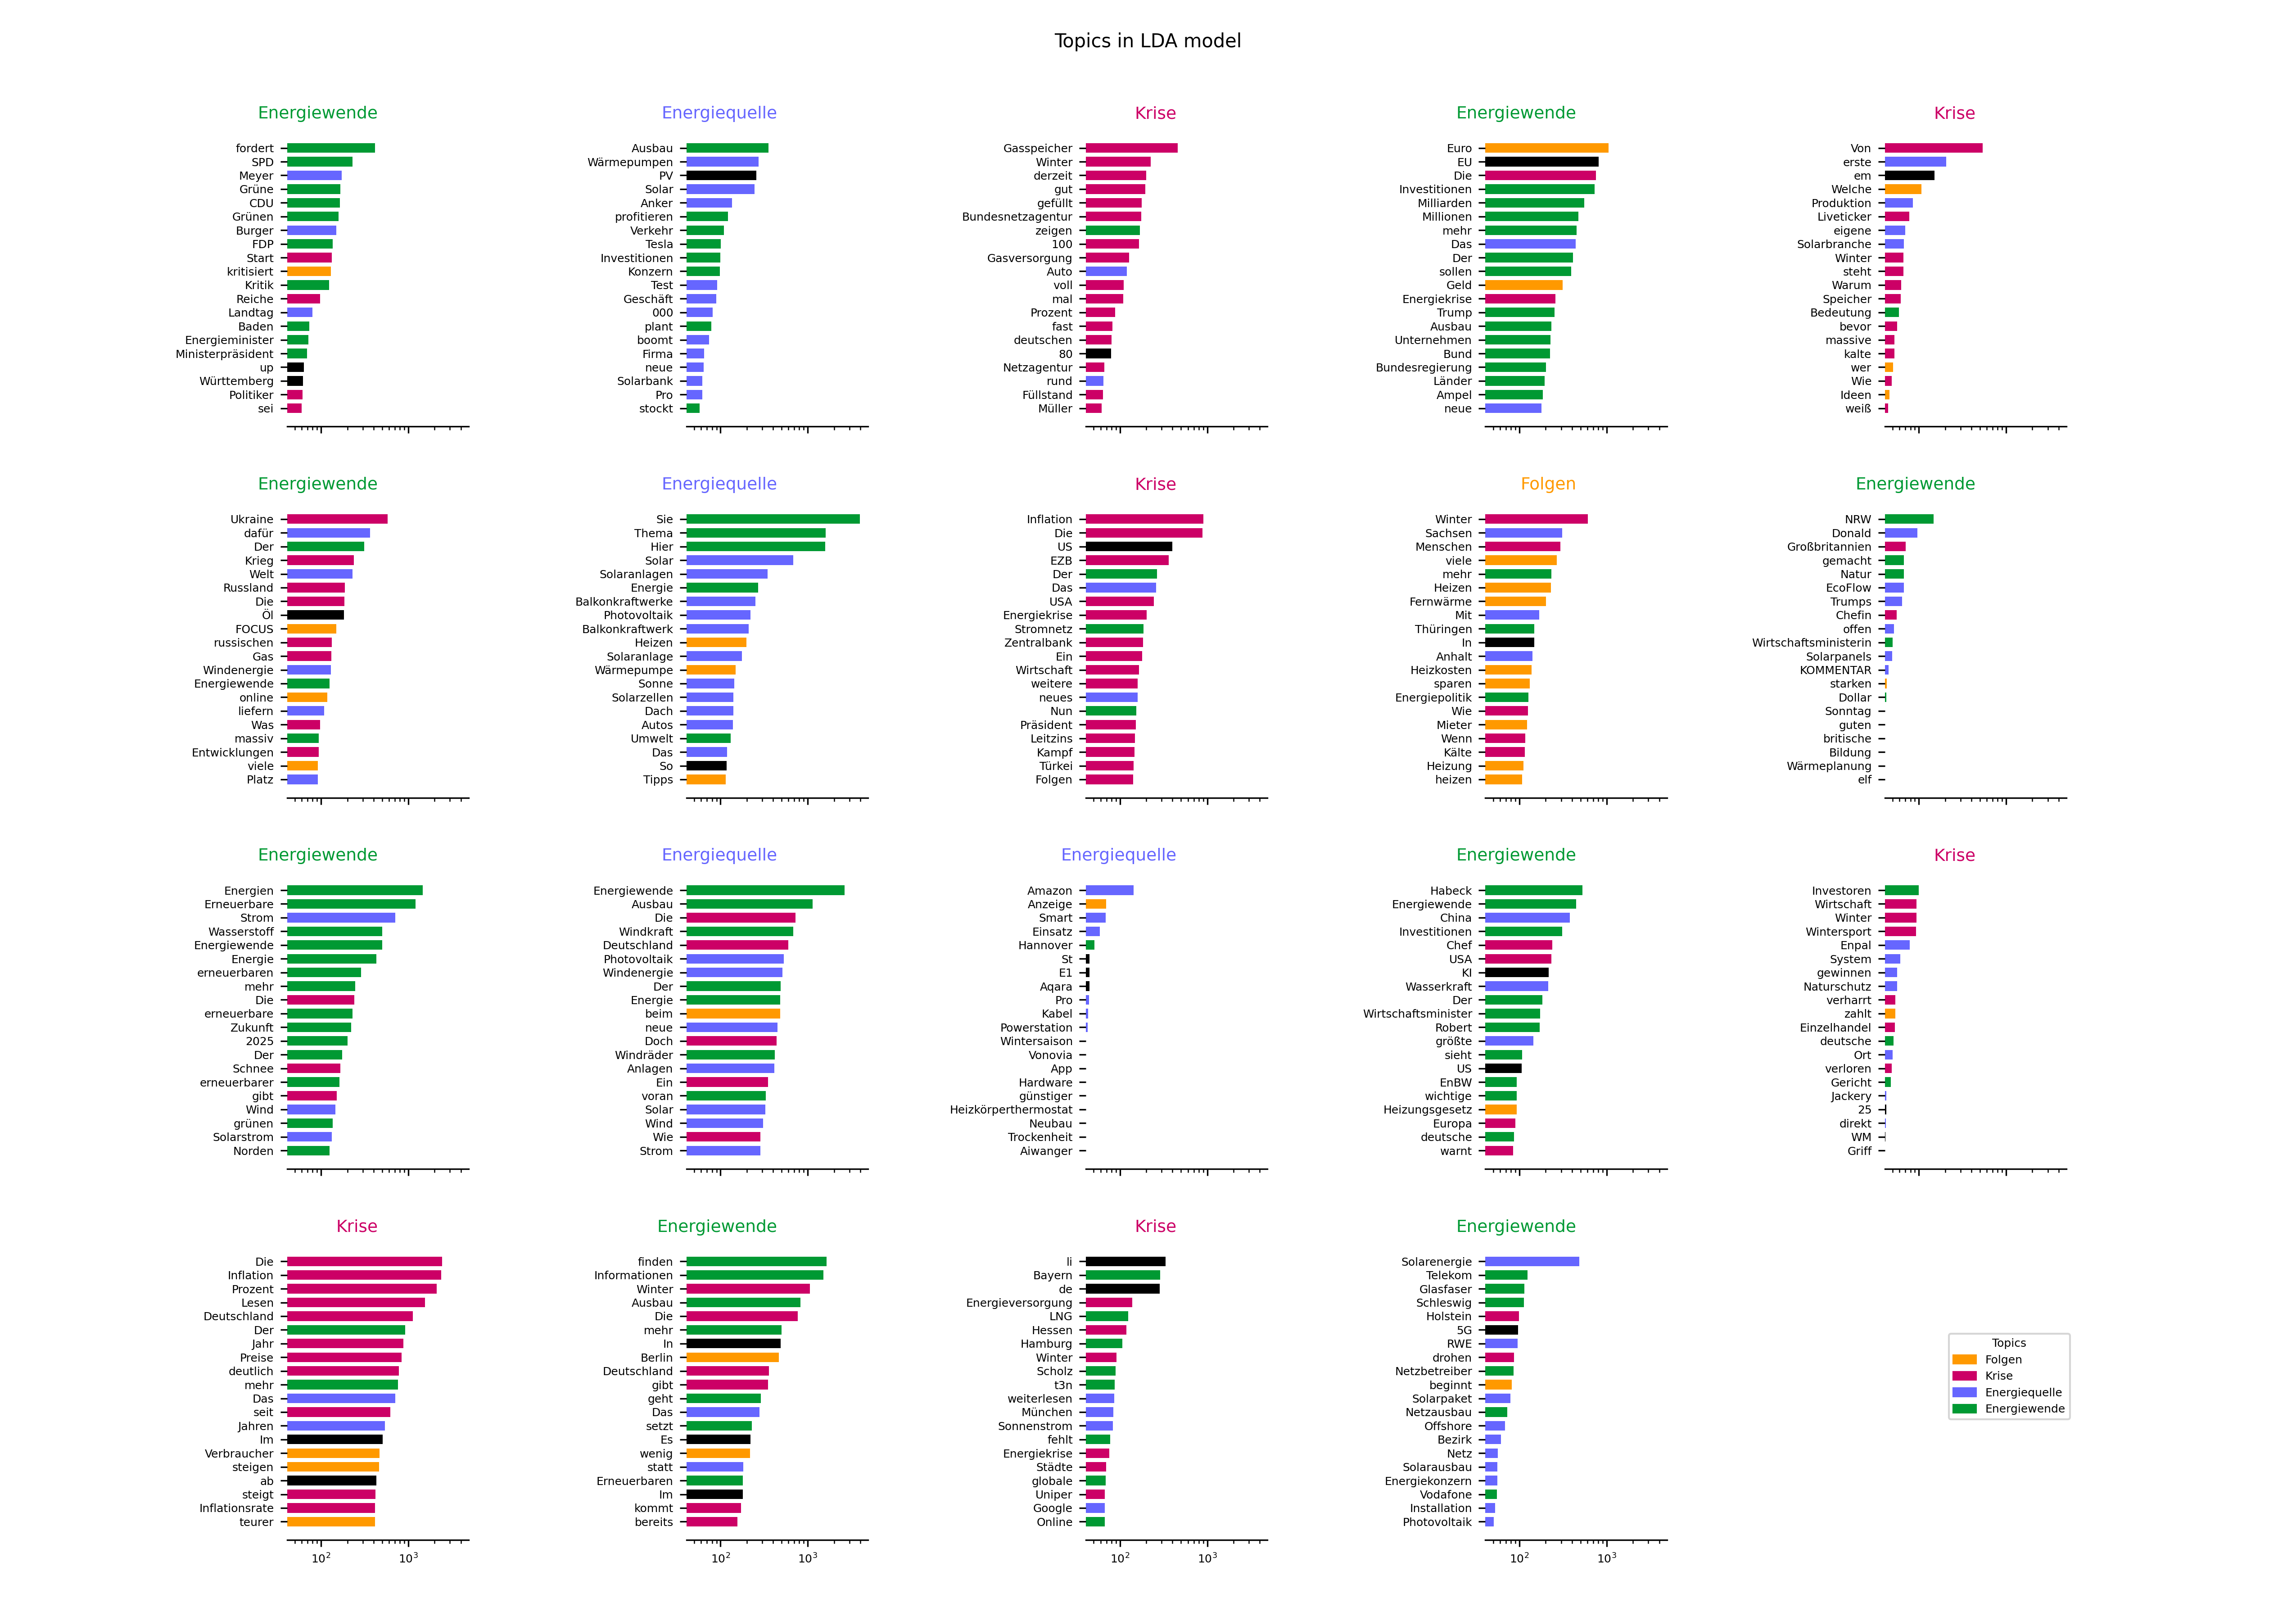 Topics in LDA model
Energiewende
fordert
SPD
Meyer
Grüne
CDU
Grünen
Burger
FDP
Start
kritisiert
Kritik
Reiche
Landtag
Baden
Energieminister
Ministerpräsident
up
Württemberg
Politiker
sei
Energiequelle
Ausbau
Wärmepumpen
PV
Solar
Anker
profitieren
Verkehr
Tesla
Investitionen
Konzern
Test
Geschäft
000
plant
boomt
Firma
neue
Solarbank
Pro
stockt
Krise
Gasspeicher
Winter
derzeit
gut
gefüllt
Bundesnetzagentur
zeigen
100
Gasversorgung
Auto
voll
mal
Prozent
fast
deutschen
80
Netzagentur
rund
Füllstand
Müller
Energiewende
Euro
EU
Die
Investitionen
Milliarden
Millionen
mehr
Das
Der
sollen
Geld
Energiekrise
Trump
Ausbau
Unternehmen
Bund
Bundesregierung
Länder
Ampel
neue
Krise
Von
erste
em
Welche
Produktion
Liveticker
eigene
Solarbranche
Winter
steht
Warum
Speicher
Bedeutung
bevor
massive
kalte
wer
Wie
Ideen
weiß
Energiewende
Ukraine
dafür
Der
Krieg
Welt
Russland
Die
Öl
FOCUS
russischen
Gas
Windenergie
Energiewende
online
liefern
Was
massiv
Entwicklungen
viele
Platz
Energiequelle
Sie
Thema
Hier
Solar
Solaranlagen
Energie
Balkonkraftwerke
Photovoltaik
Balkonkraftwerk
Heizen
Solaranlage
Wärmepumpe
Sonne
Solarzellen
Dach
Autos
Umwelt
Das
So
Tipps
Krise
Inflation
Die
US
EZB
Der
Das
USA
Energiekrise
Stromnetz
Zentralbank
Ein
Wirtschaft
weitere
neues
Nun
Präsident
Leitzins
Kampf
Türkei
Folgen
Folgen
Winter
Sachsen
Menschen
viele
mehr
Heizen
Fernwärme
Mit
Thüringen
In
Anhalt
Heizkosten
sparen
Energiepolitik
Wie
Mieter
Wenn
Kälte
Heizung
heizen
Energiewende
NRW
Donald
Großbritannien
gemacht
Natur
EcoFlow
Trumps
Chefin
offen
Wirtschaftsministerin
Solarpanels
KOMMENTAR
starken
Dollar
Sonntag
guten
britische
Bildung
Wärmeplanung
elf
Energiewende
Energien
Erneuerbare
Strom
Wasserstoff
Energiewende
Energie
erneuerbaren
mehr
Die
erneuerbare
Zukunft
2025
Der
Schnee
erneuerbarer
gibt
Wind
grünen
Solarstrom
Norden
Energiequelle
Energiewende
Ausbau
Die
Windkraft
Deutschland
Photovoltaik
Windenergie
Der
Energie
beim
neue
Doch
Windräder
Anlagen
Ein
voran
Solar
Wind
Wie
Strom
Energiequelle
Amazon
Anzeige
Smart
Einsatz
Hannover
St
E1
Aqara
Pro
Kabel
Powerstation
Wintersaison
Vonovia
App
Hardware
günstiger
Heizkörperthermostat
Neubau
Trockenheit
Aiwanger
Energiewende
Habeck
Energiewende
China
Investitionen
Chef
USA
KI
Wasserkraft
Der
Wirtschaftsminister
Robert
größte
sieht
US
EnBW
wichtige
Heizungsgesetz
Europa
deutsche
warnt
Krise
Investoren
Wirtschaft
Winter
Wintersport
Enpal
System
gewinnen
Naturschutz
verharrt
zahlt
Einzelhandel
deutsche
Ort
verloren
Gericht
Jackery
25
direkt
WM
Griff
Krise
Die
Inflation
Prozent
Lesen
Deutschland
Der
Jahr
Preise
deutlich
mehr
Das
seit
Jahren
Im
Verbraucher
steigen
ab
steigt
Inflationsrate
teurer
10² 10³
Energiewende
finden
Informationen
Winter
Ausbau
Die
mehr
In
Berlin
Deutschland
gibt
geht
Das
setzt
Es
wenig
statt
Erneuerbaren
Im
kommt
bereits
10² 10³
Krise
li
Bayern
de
Energieversorgung
LNG
Hessen
Hamburg
Winter
Scholz
t3n
weiterlesen
München
Sonnenstrom
fehlt
Energiekrise
Städte
globale
Uniper
Google
Online
10² 10³
Energiewende
Solarenergie
Telekom
Glasfaser
Schleswig
Holstein
5G
RWE
drohen
Netzbetreiber
beginnt
Solarpaket
Netzausbau
Offshore
Bezirk
Netz
Solarausbau
Energiekonzern
Vodafone
Installation
Photovoltaik
10² 10³
Topics
Folgen
Krise
Energiequelle
Energiewende